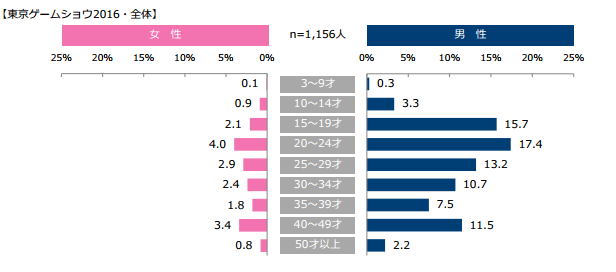 【東京ゲームショウ2016・全体】
女 性 n=1,156人 男 性
25% 20% 15% 10% 5% 0% 0% 5% 10% 15% 20% 25%
0.1 3～9才 0.3
0.9 10～14才 3.3
2.1 15～19才 15.7
4.0 20～24才 17.4
2.9 25～29才 13.2
2.4 30～34才 10.7
1.8 35～39才 7.5
3.4 40～49才 11.5
0.8 50才以上 2.2